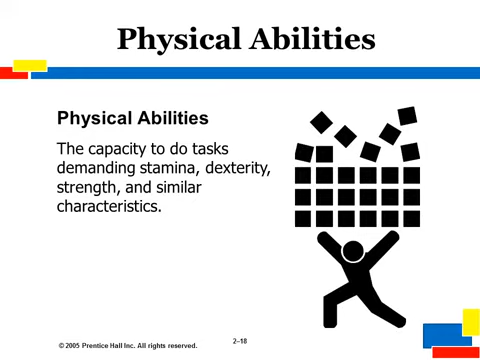 Physical Abilities
Physical Abilities
The capacity to do tasks
demanding stamina, dexterity,
strength, and similar
characteristics.
© 2005 Prentice Hall Inc. All rights reserved.
2–18